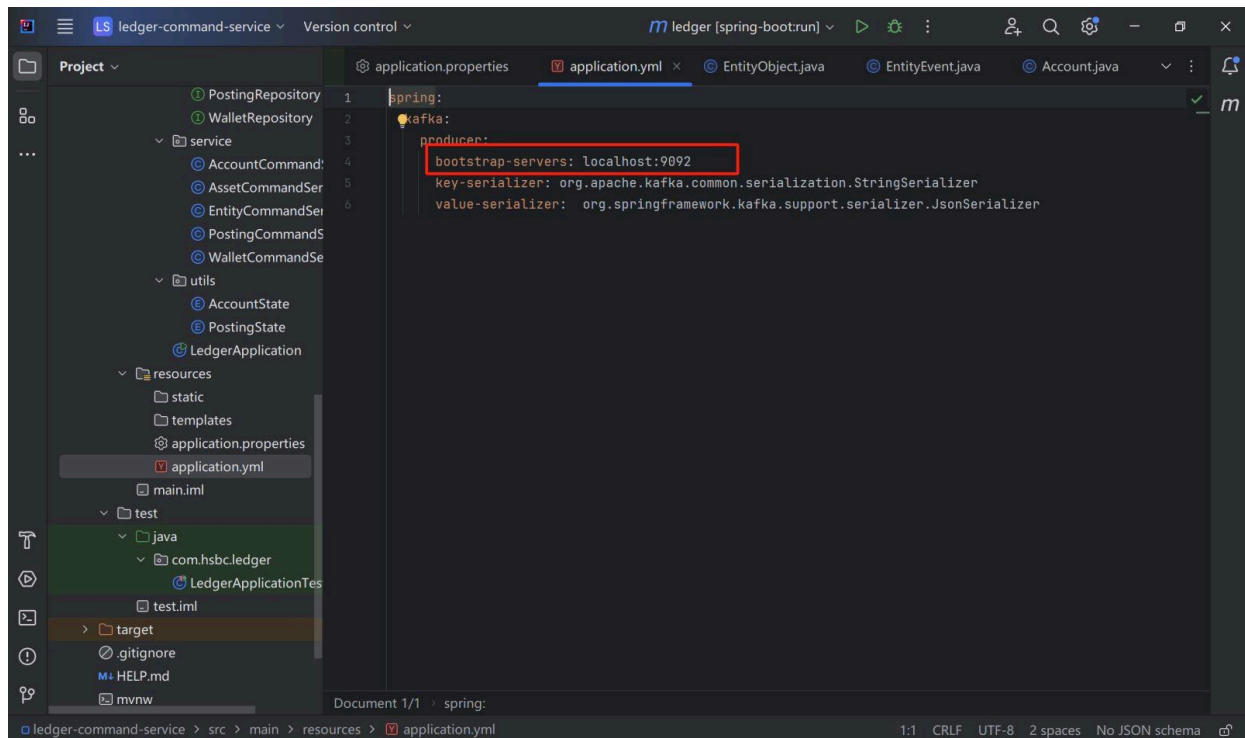 LS ledger-command-service Version control ledger [spring-boot:run]
Project
application.properties application.yml EntityObject.java EntityEvent.java Account.java
PostingRepository
WalletRepository
service
AccountCommandS
AssetCommandSer
EntityCommandSer
PostingCommandS
WalletCommandSe
utils
AccountState
PostingState
LedgerApplication
resources
static
templates
application.properties
application.yml
main.iml
test
java
com.hsbc.ledger
LedgerApplicationTes
test.iml
target
.gitignore
M↓ HELP.md
mvnw
1 spring:
2 kafka:
3 producer:
4 bootstrap-servers: localhost:9092
5 key-serializer: org.apache.kafka.common.serialization.StringSerializer
6 value-serializer: org.springframework.kafka.support.serializer.JsonSerializer
Document 1/1 › spring:
ledger-command-service > src > main > resources > application.yml 1:1 CRLF UTF-8 2 spaces No JSON schema